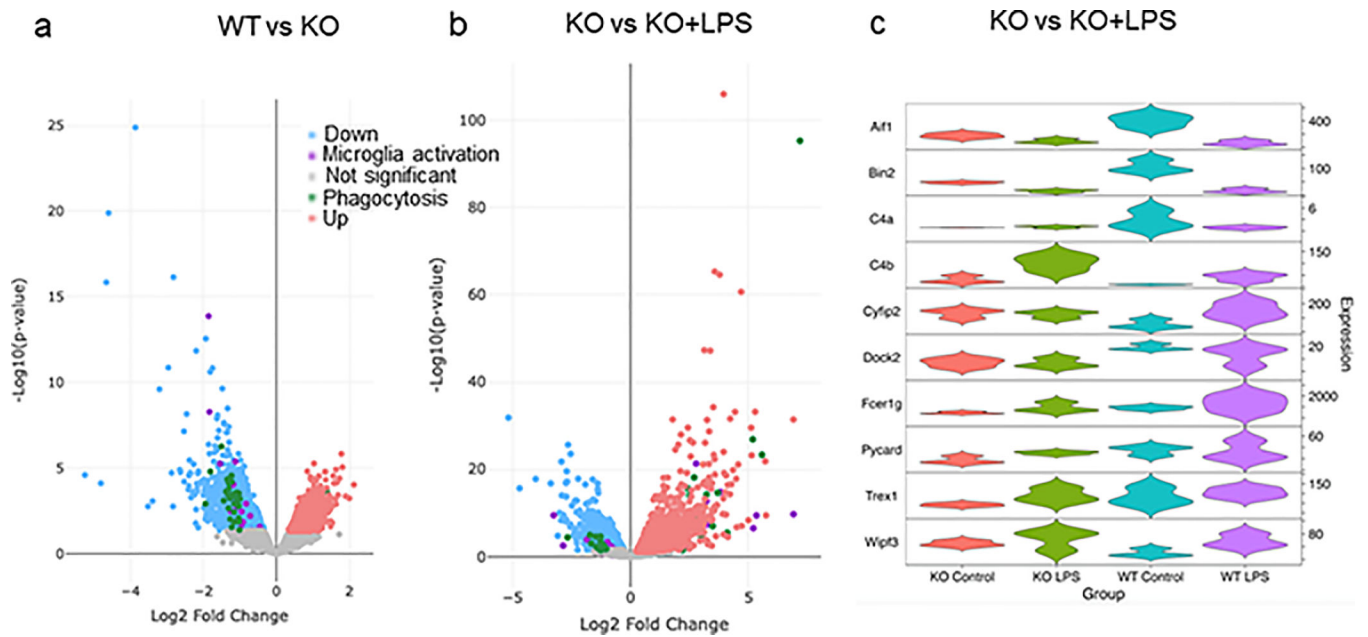 a
WT vs KO
b
KO vs KO+LPS
c
KO vs KO+LPS
25
20
15
10
5
0
-Log10(p-value)
−4
−2
0
2
Log2 Fold Change
Down
Microglia activation
Not significant
Phagocytosis
Up
100
80
60
40
20
0
-Log10(p-value)
−5
0
5
Log2 Fold Change
Aif1
400
Bin2
100
C4a
6
C4b
150
Cyfip2
200
Dock2
20
Fcer1g
2000
Pycard
60
Trex1
150
Wipf3
80
Expression
KO Control
KO LPS
WT Control
WT LPS
Group